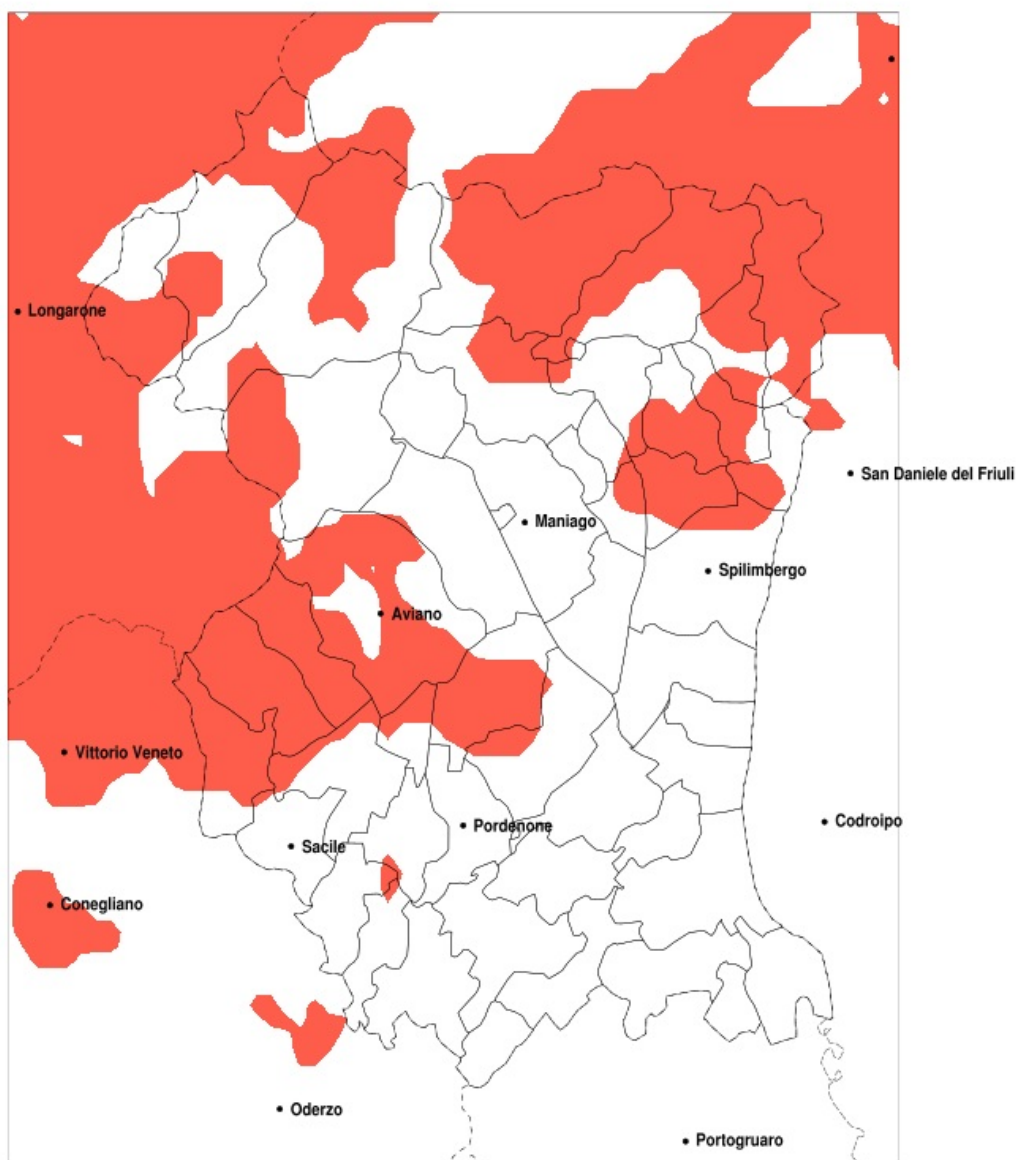 Longarone
San Daniele del Friuli
Maniago
Spilimbergo
Aviano
Vittorio Veneto
Codroipo
Pordenone
Sacile
Conegliano
Oderzo
Portogruaro